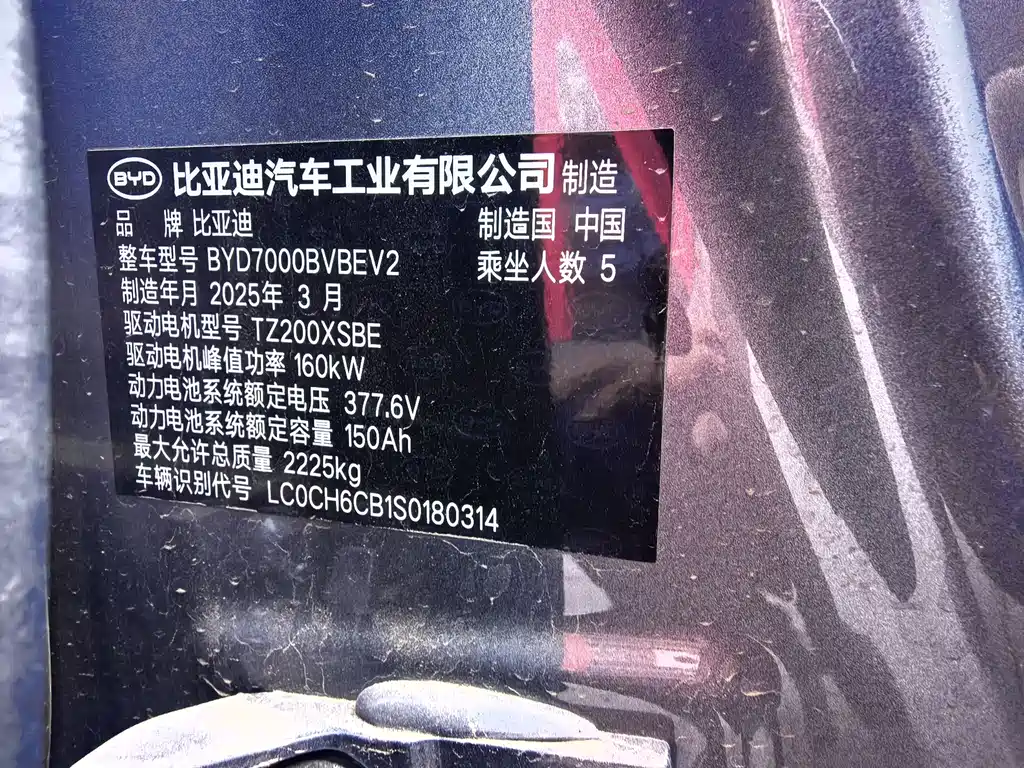 BYD 比亚迪汽车工业有限公司 制造
品 牌 比亚迪 制造国 中国
整车型号 BYD7000BVBEV2 乘坐人数 5
制造年月 2025年 3 月
驱动电机型号 TZ200XSBE
驱动电机峰值功率 160kW
动力电池系统额定电压 377.6V
动力电池系统额定容量 150Ah
最大允许总质量 2225kg
车辆识别代号 LC0CH6CB1S0180314